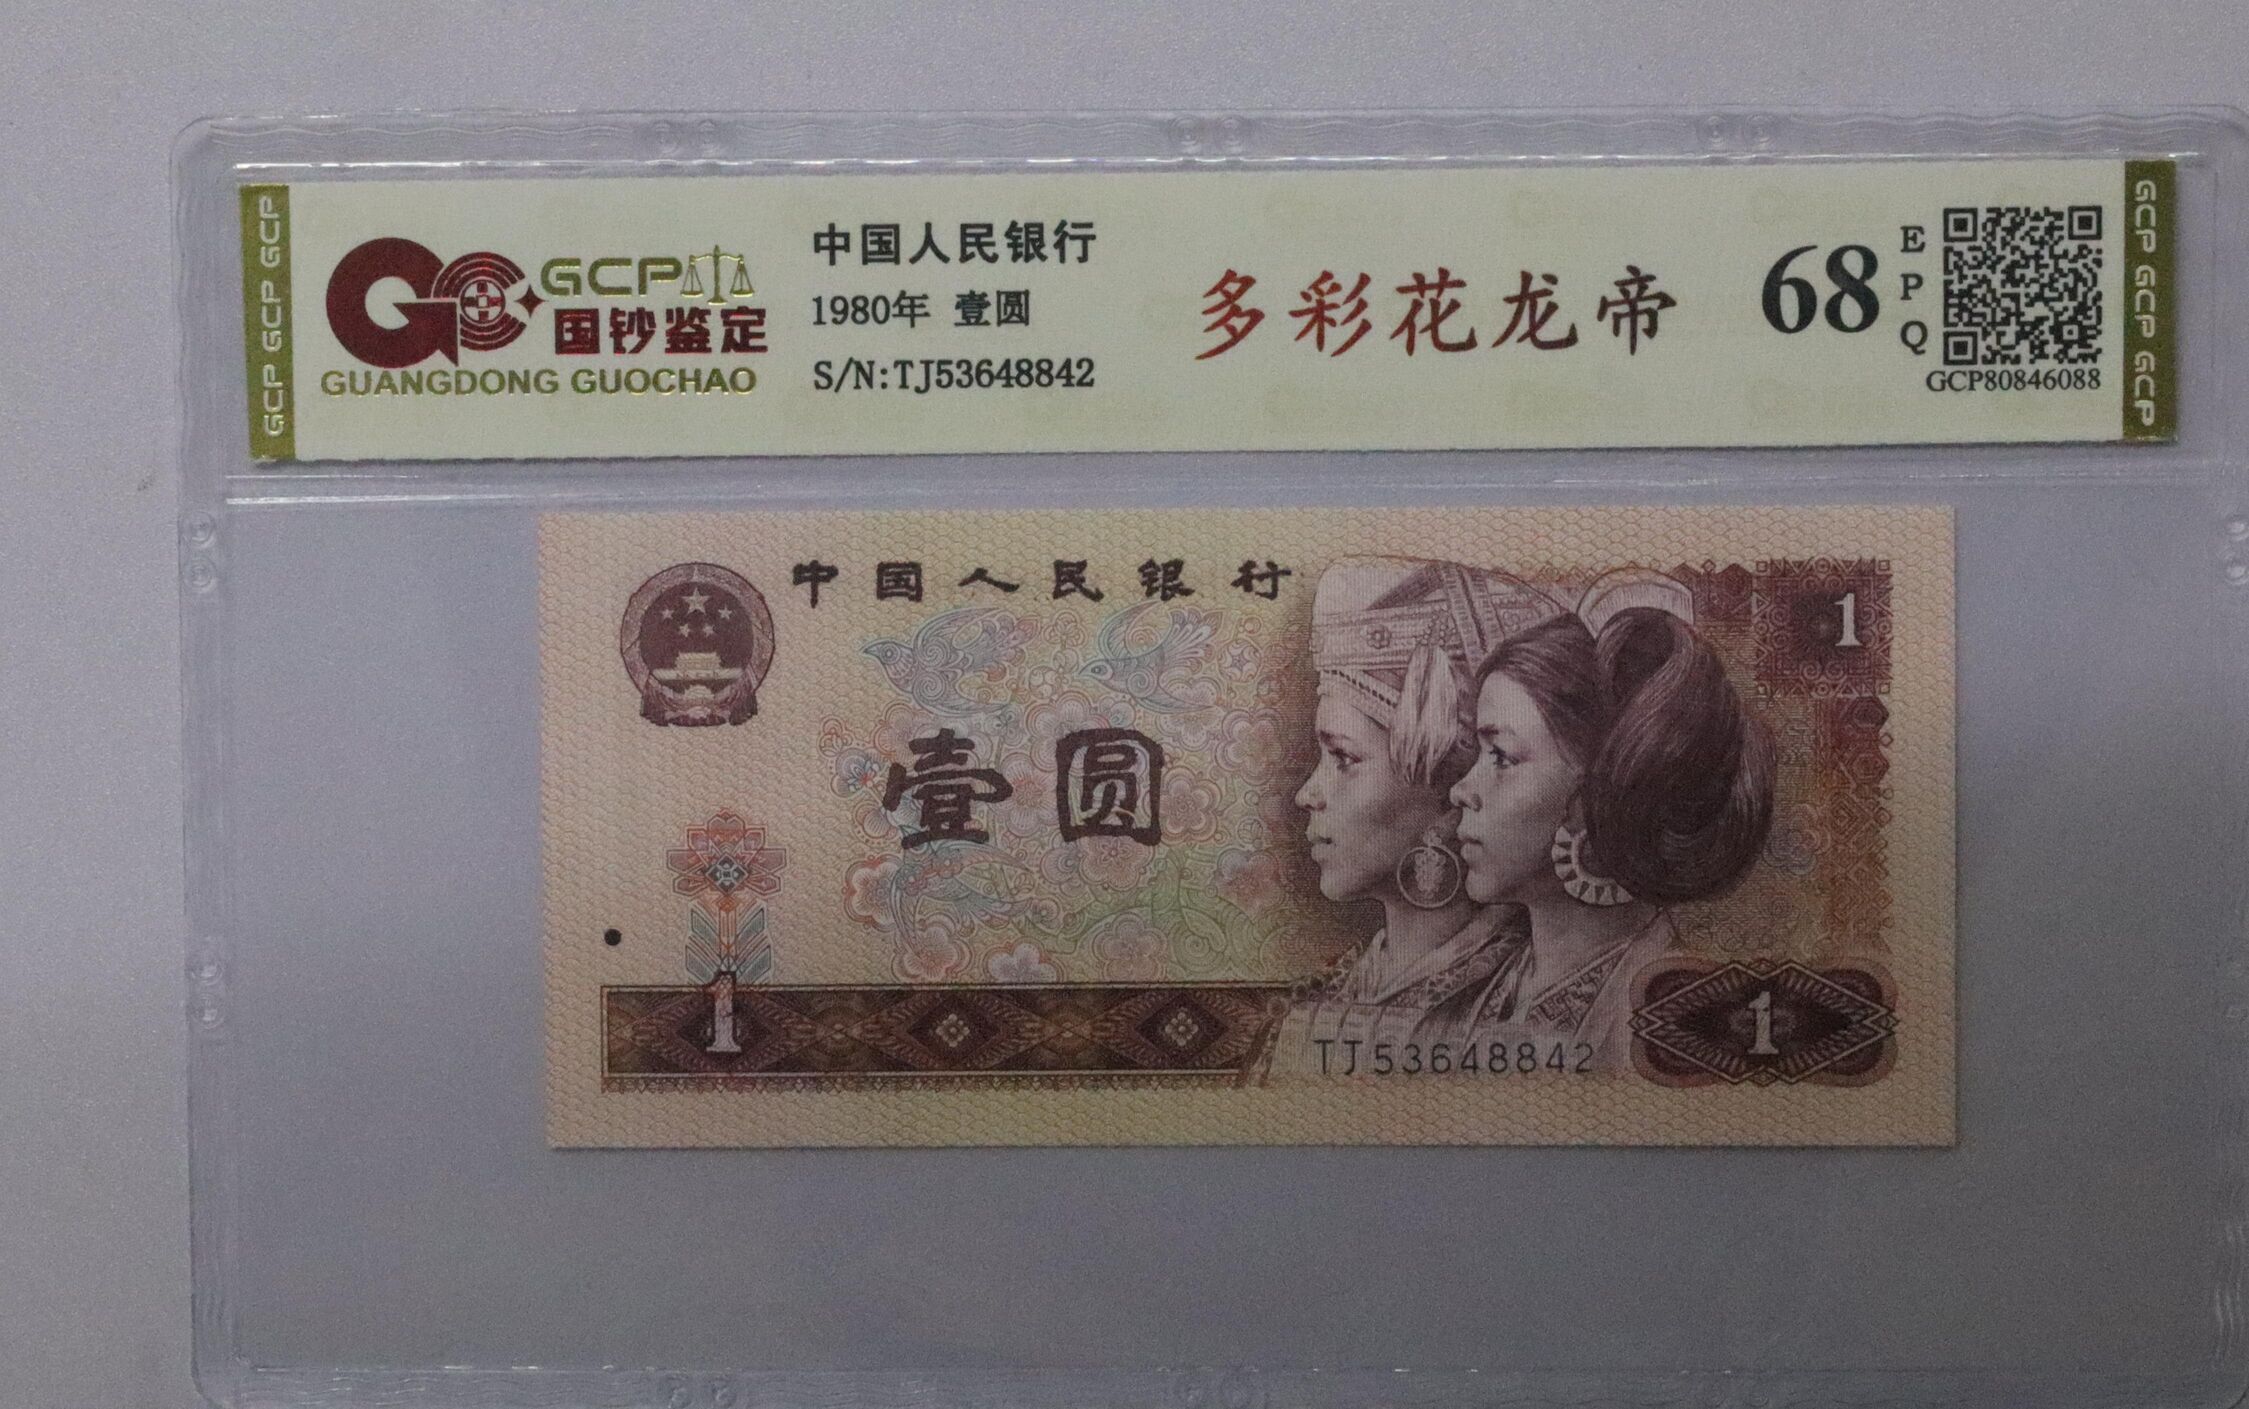 GCP GCP GCP
GCP
国钞鉴定
GUANGDONG GUOCHAO
中国人民银行
1980年 壹圆
S/N:TJ53648842
多彩花龙帝
68
E
P
Q
GCP80846088
GCP GCP GCP
中国人民银行
1
壹圆
1
TJ53648842
1